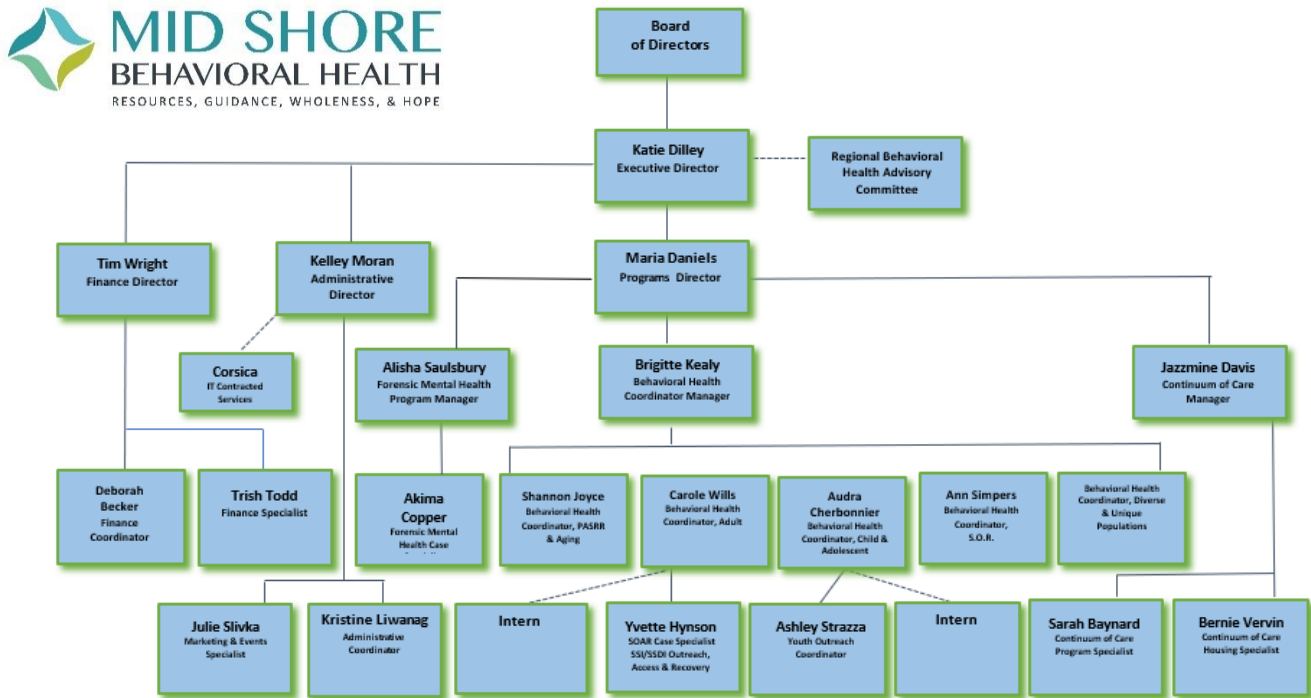 MID SHORE
BEHAVIORAL HEALTH
RESOURCES, GUIDANCE, WHOLENESS, & HOPE
Board
of Directors
Katie Dilley
Executive Director
Regional Behavioral
Health Advisory
Committee
Tim Wright
Finance Director
Kelley Moran
Administrative
Director
Maria Daniels
Programs Director
Corsica
IT Contracted
Services
Alisha Saulsbury
Forensic Mental Health
Program Manager
Brigitte Kealy
Behavioral Health
Coordinator Manager
Jazzmine Davis
Continuum of Care
Manager
Deborah
Becker
Finance
Coordinator
Trish Todd
Finance Specialist
Akima
Copper
Forensic Mental
Health Case
Shannon Joyce
Behavioral Health
Coordinator, PASRR
& Aging
Carole Wills
Behavioral Health
Coordinator, Adult
Audra
Cherbonnier
Behavioral Health
Coordinator, Child &
Adolescent
Ann Simpers
Behavioral Health
Coordinator,
S.O.R.
Behavioral Health
Coordinator, Diverse
& Unique
Populations
Julie Slivka
Marketing & Events
Specialist
Kristine Liwanag
Administrative
Coordinator
Intern
Yvette Hynson
SOAR Case Specialist
SSI/SSDI Outreach,
Access & Recovery
Ashley Strazza
Youth Outreach
Coordinator
Intern
Sarah Baynard
Continuum of Care
Program Specialist
Bernie Vervin
Continuum of Care
Housing Specialist